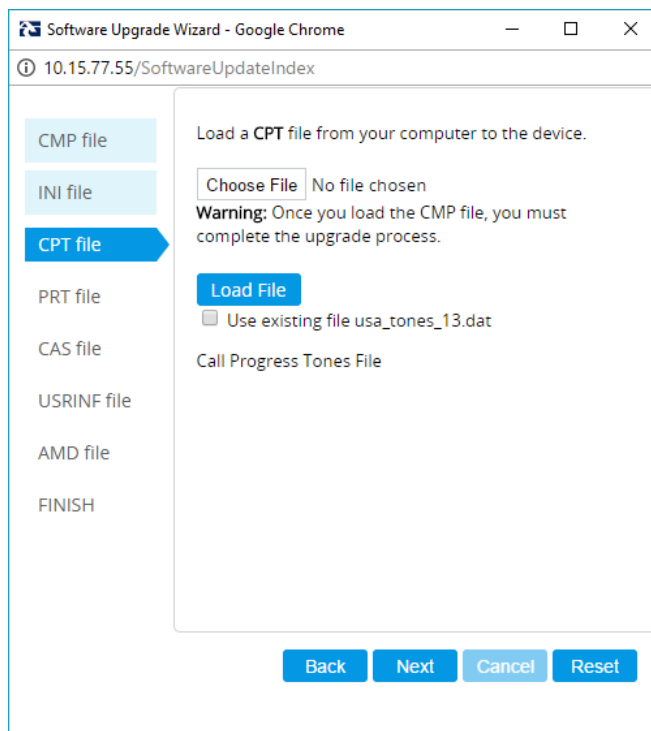 Software Upgrade Wizard - Google Chrome
10.15.77.55/SoftwareUpdateIndex
CMP file
INI file
CPT file
PRT file
CAS file
USRINF file
AMD file
FINISH
Load a CPT file from your computer to the device.
Choose File No file chosen
Warning: Once you load the CMP file, you must
complete the upgrade process.
Load File
Use existing file usa_tones_13.dat
Call Progress Tones File
Back Next Cancel Reset